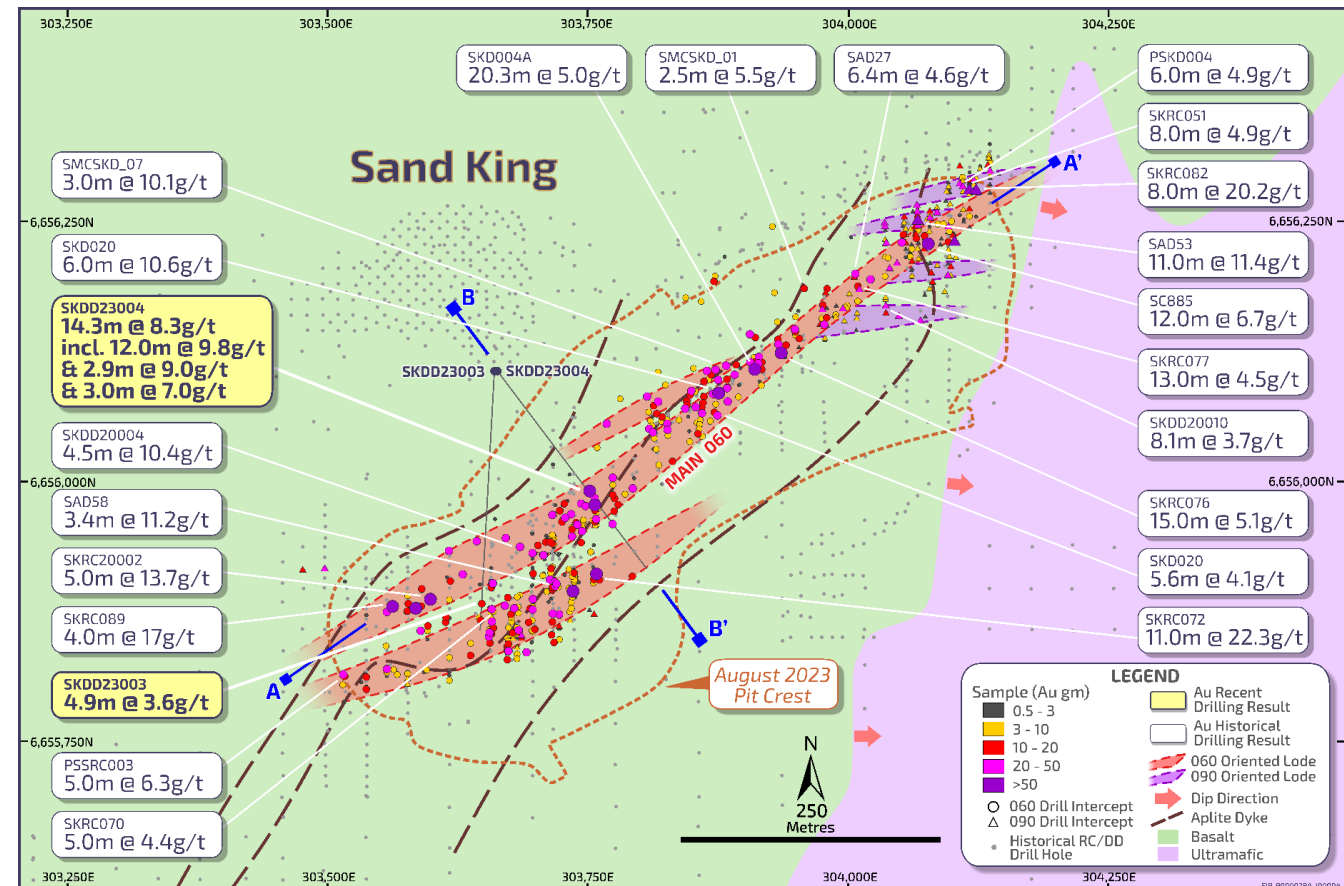 303,250E
303,500E
303,750E
304,000E
304,250E
SKD004A
20.3m @ 5.0g/t
SMCSKD_01
2.5m @ 5.5g/t
SAD27
6.4m @ 4.6g/t
PSKD004
6.0m @ 4.9g/t
SKRC051
8.0m @ 4.9g/t
SMCSKD_07
3.0m @ 10.1g/t
Sand King
A'
SKRC082
8.0m @ 20.2g/t
6,656,250N
6,656,250N
SKD020
6.0m @ 10.6g/t
SAD53
11.0m @ 11.4g/t
B
SKDD23004
14.3m @ 8.3g/t
incl. 12.0m @ 9.8g/t
& 2.9m @ 9.0g/t
& 3.0m @ 7.0g/t
SC885
12.0m @ 6.7g/t
SKDD23003
SKDD23004
SKRC077
13.0m @ 4.5g/t
SKDD20004
4.5m @ 10.4g/t
MAIN 060
SKDD20010
8.1m @ 3.7g/t
6,656,000N
6,656,000N
SAD58
3.4m @ 11.2g/t
SKRC076
15.0m @ 5.1g/t
SKRC20002
5.0m @ 13.7g/t
SKD020
5.6m @ 4.1g/t
SKRC089
4.0m @ 17g/t
B'
SKRC072
11.0m @ 22.3g/t
A
SKDD23003
4.9m @ 3.6g/t
August 2023
Pit Crest
6,655,750N
PSSRC003
5.0m @ 6.3g/t
SKRC070
5.0m @ 4.4g/t
N
250
Metres
LEGEND
Sample (Au gm)
0.5 - 3
3 - 10
10 - 20
20 - 50
>50
060 Drill Intercept
090 Drill Intercept
Historical RC/DD
Drill Hole
Au Recent
Drilling Result
Au Historical
Drilling Result
060 Oriented Lode
090 Oriented Lode
Dip Direction
Aplite Dyke
Basalt
Ultramafic
303,250E
303,500E
303,750E
304,000E
304,250E